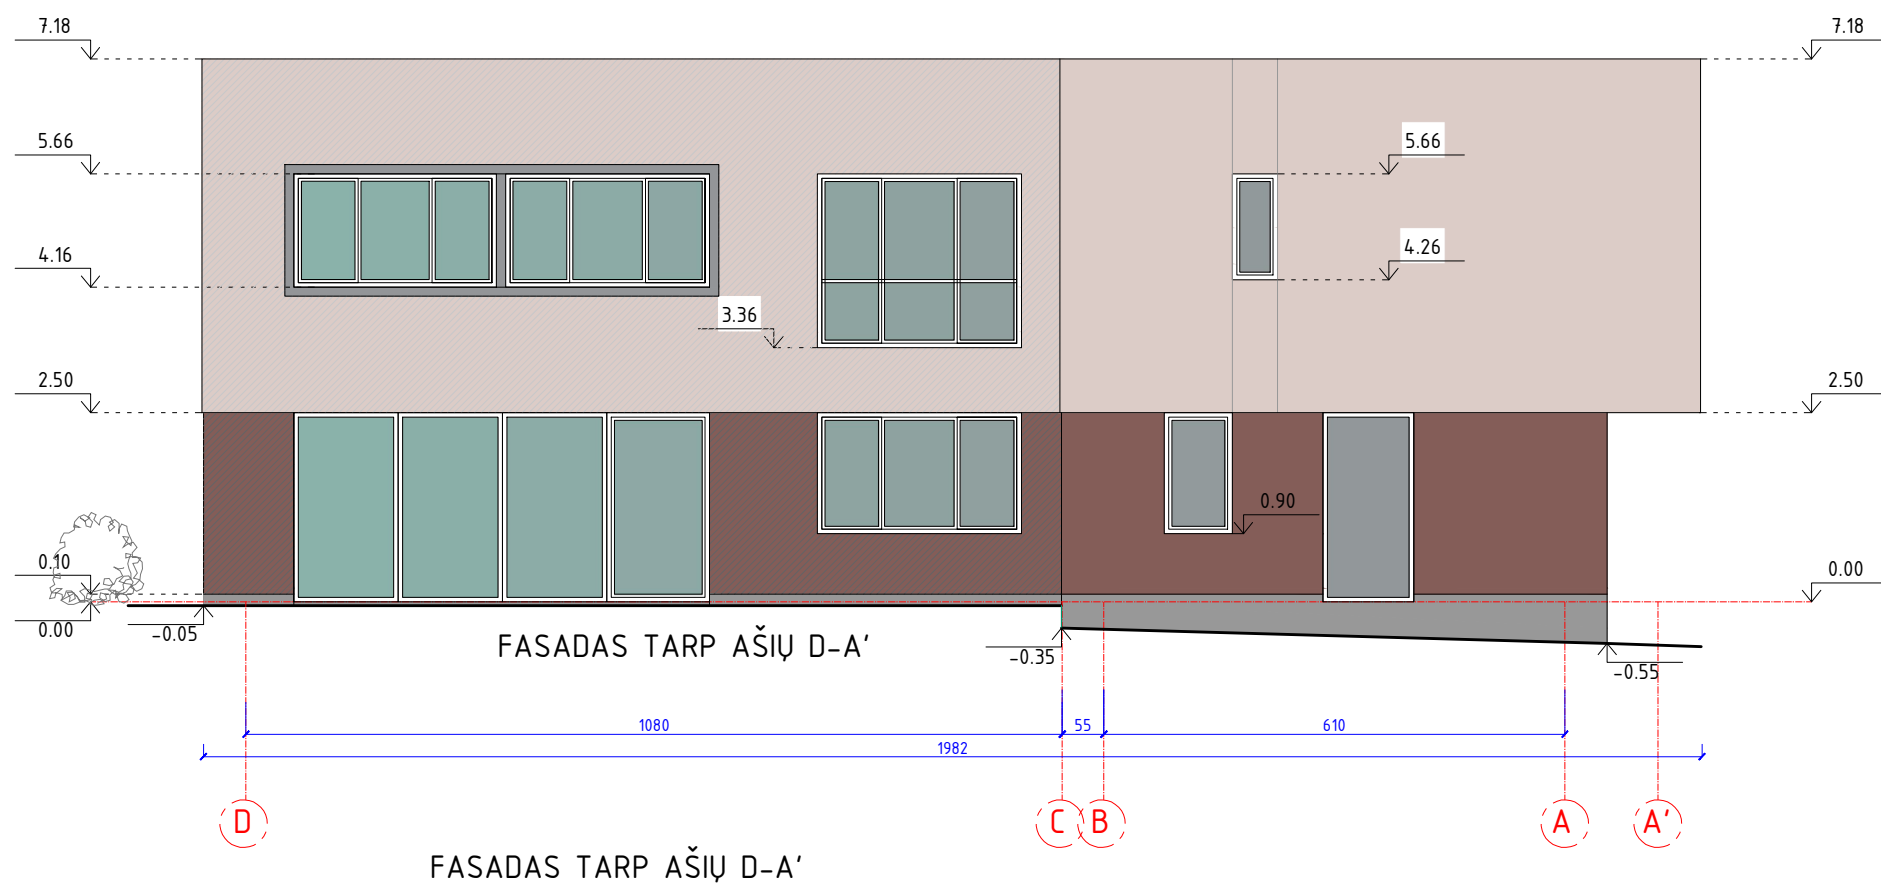 7.18
7.18
5.66
5.66
4.16
4.26
3.36
2.50
2.50
0.90
0.10
0.00
0.00
-0.05
FASADAS TARP AŠIŲ D-A'
-0.35
-0.55
1080
55
610
1982
D
C
B
A
A'
FASADAS TARP AŠIŲ D-A'